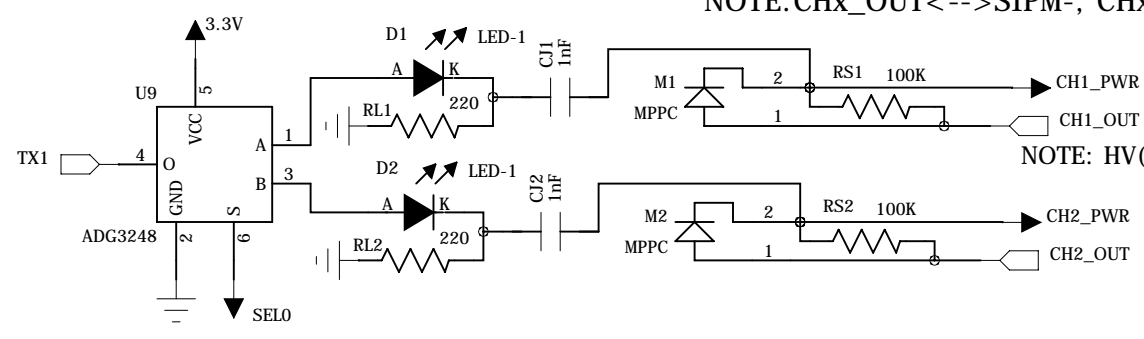 NOTE:CHx_OUT<-->SIPM-, CHx
3.3V
D1
LED-1
CJ1
1nF
A
K
U9
5
VCC
RL1
220
M1
MPPC
2
RS1
100K
CH1_PWR
1
CH1_OUT
NOTE: HV(
TX1
4
O
A
1
B
3
GND
S
ADG3248
2
6
SEL0
D2
LED-1
CJ2
1nF
A
K
RL2
220
M2
MPPC
2
RS2
100K
CH2_PWR
1
CH2_OUT